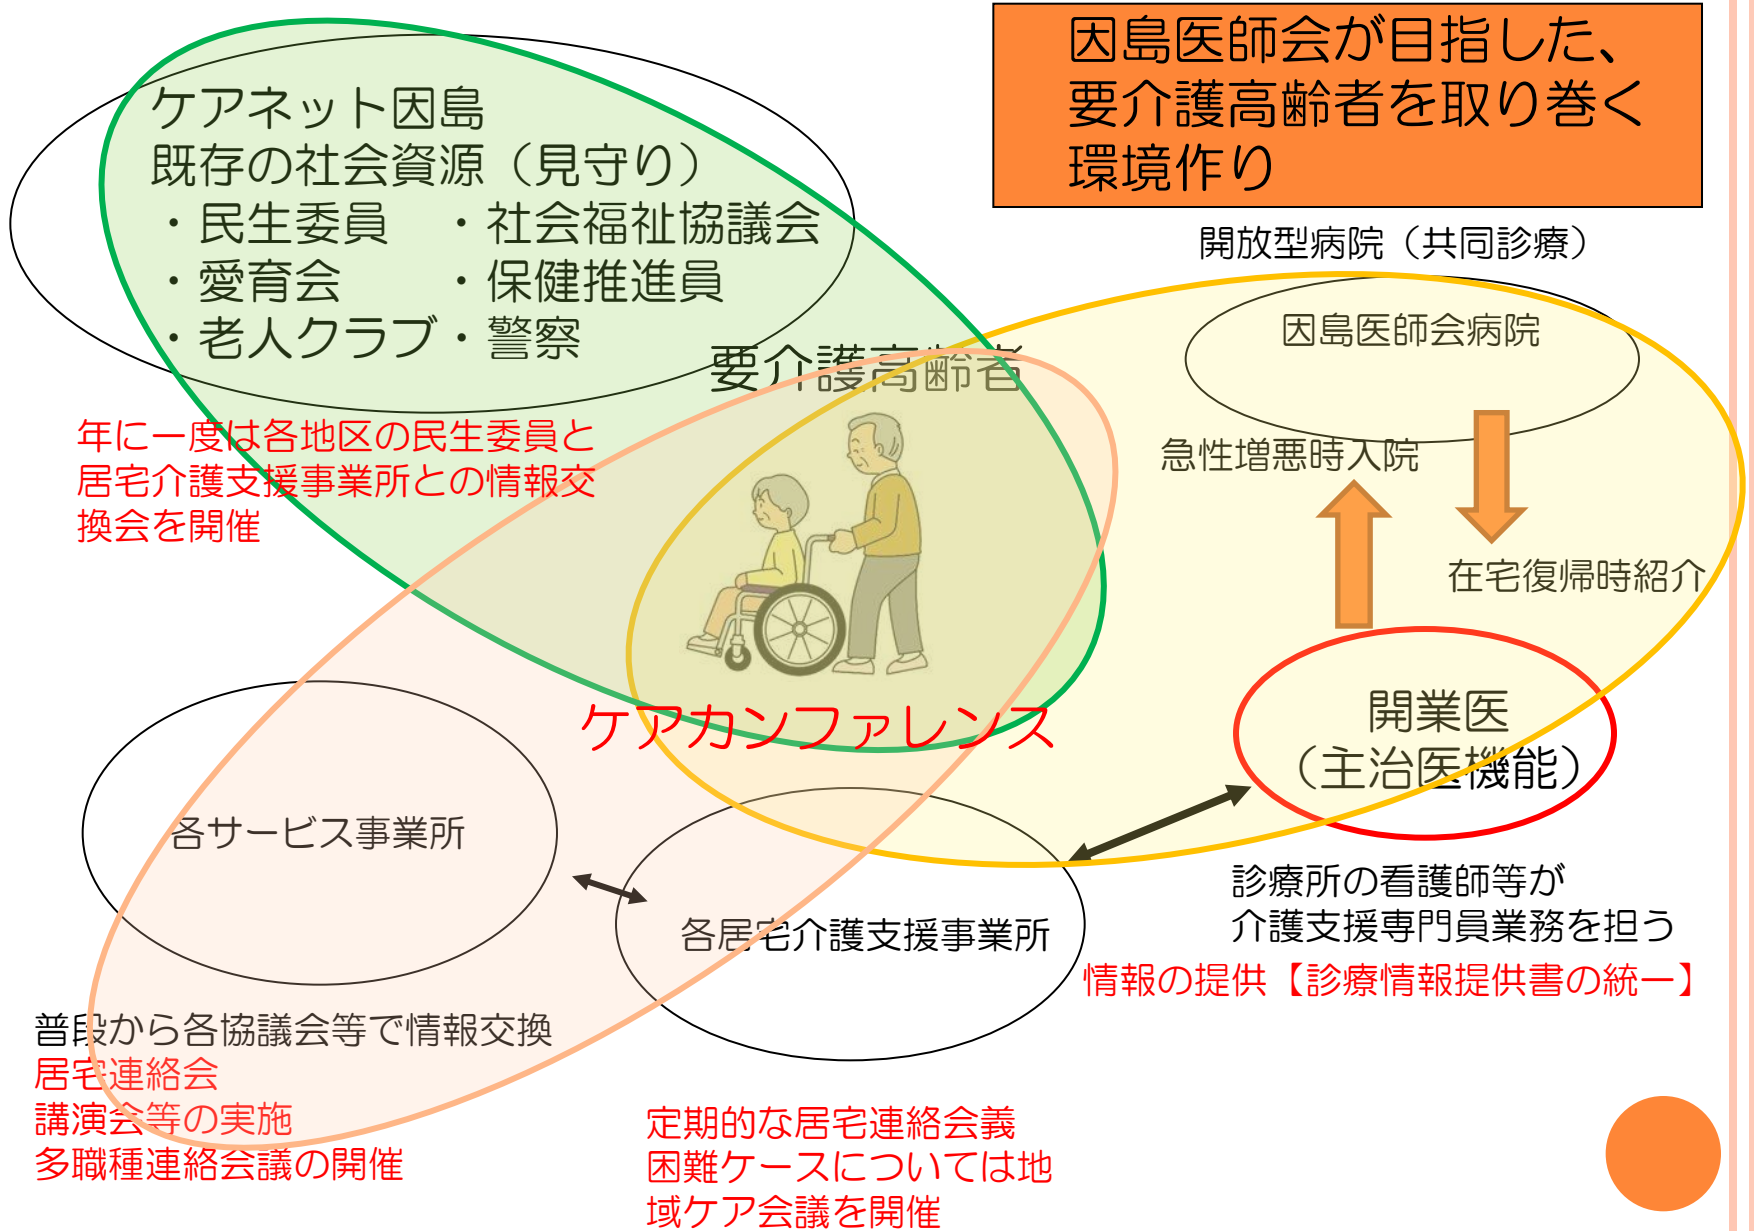 因島医師会が目指した、
要介護高齢者を取り巻く
環境作り
ケアネット因島
既存の社会資源（見守り）
・民生委員　・社会福祉協議会
・愛育会　　・保健推進員
・老人クラブ・警察
年に一度は各地区の民生委員と
居宅介護支援事業所との情報交
換会を開催
要介護高齢者
ケアカンファレンス
開放型病院（共同診療）
因島医師会病院
急性増悪時入院
在宅復帰時紹介
開業医
（主治医機能）
診療所の看護師等が
介護支援専門員業務を担う
情報の提供【診療情報提供書の統一】
各サービス事業所
各居宅介護支援事業所
普段から各協議会等で情報交換
居宅連絡会
講演会等の実施
多職種連絡会議の開催
定期的な居宅連絡会義
困難ケースについては地
域ケア会議を開催